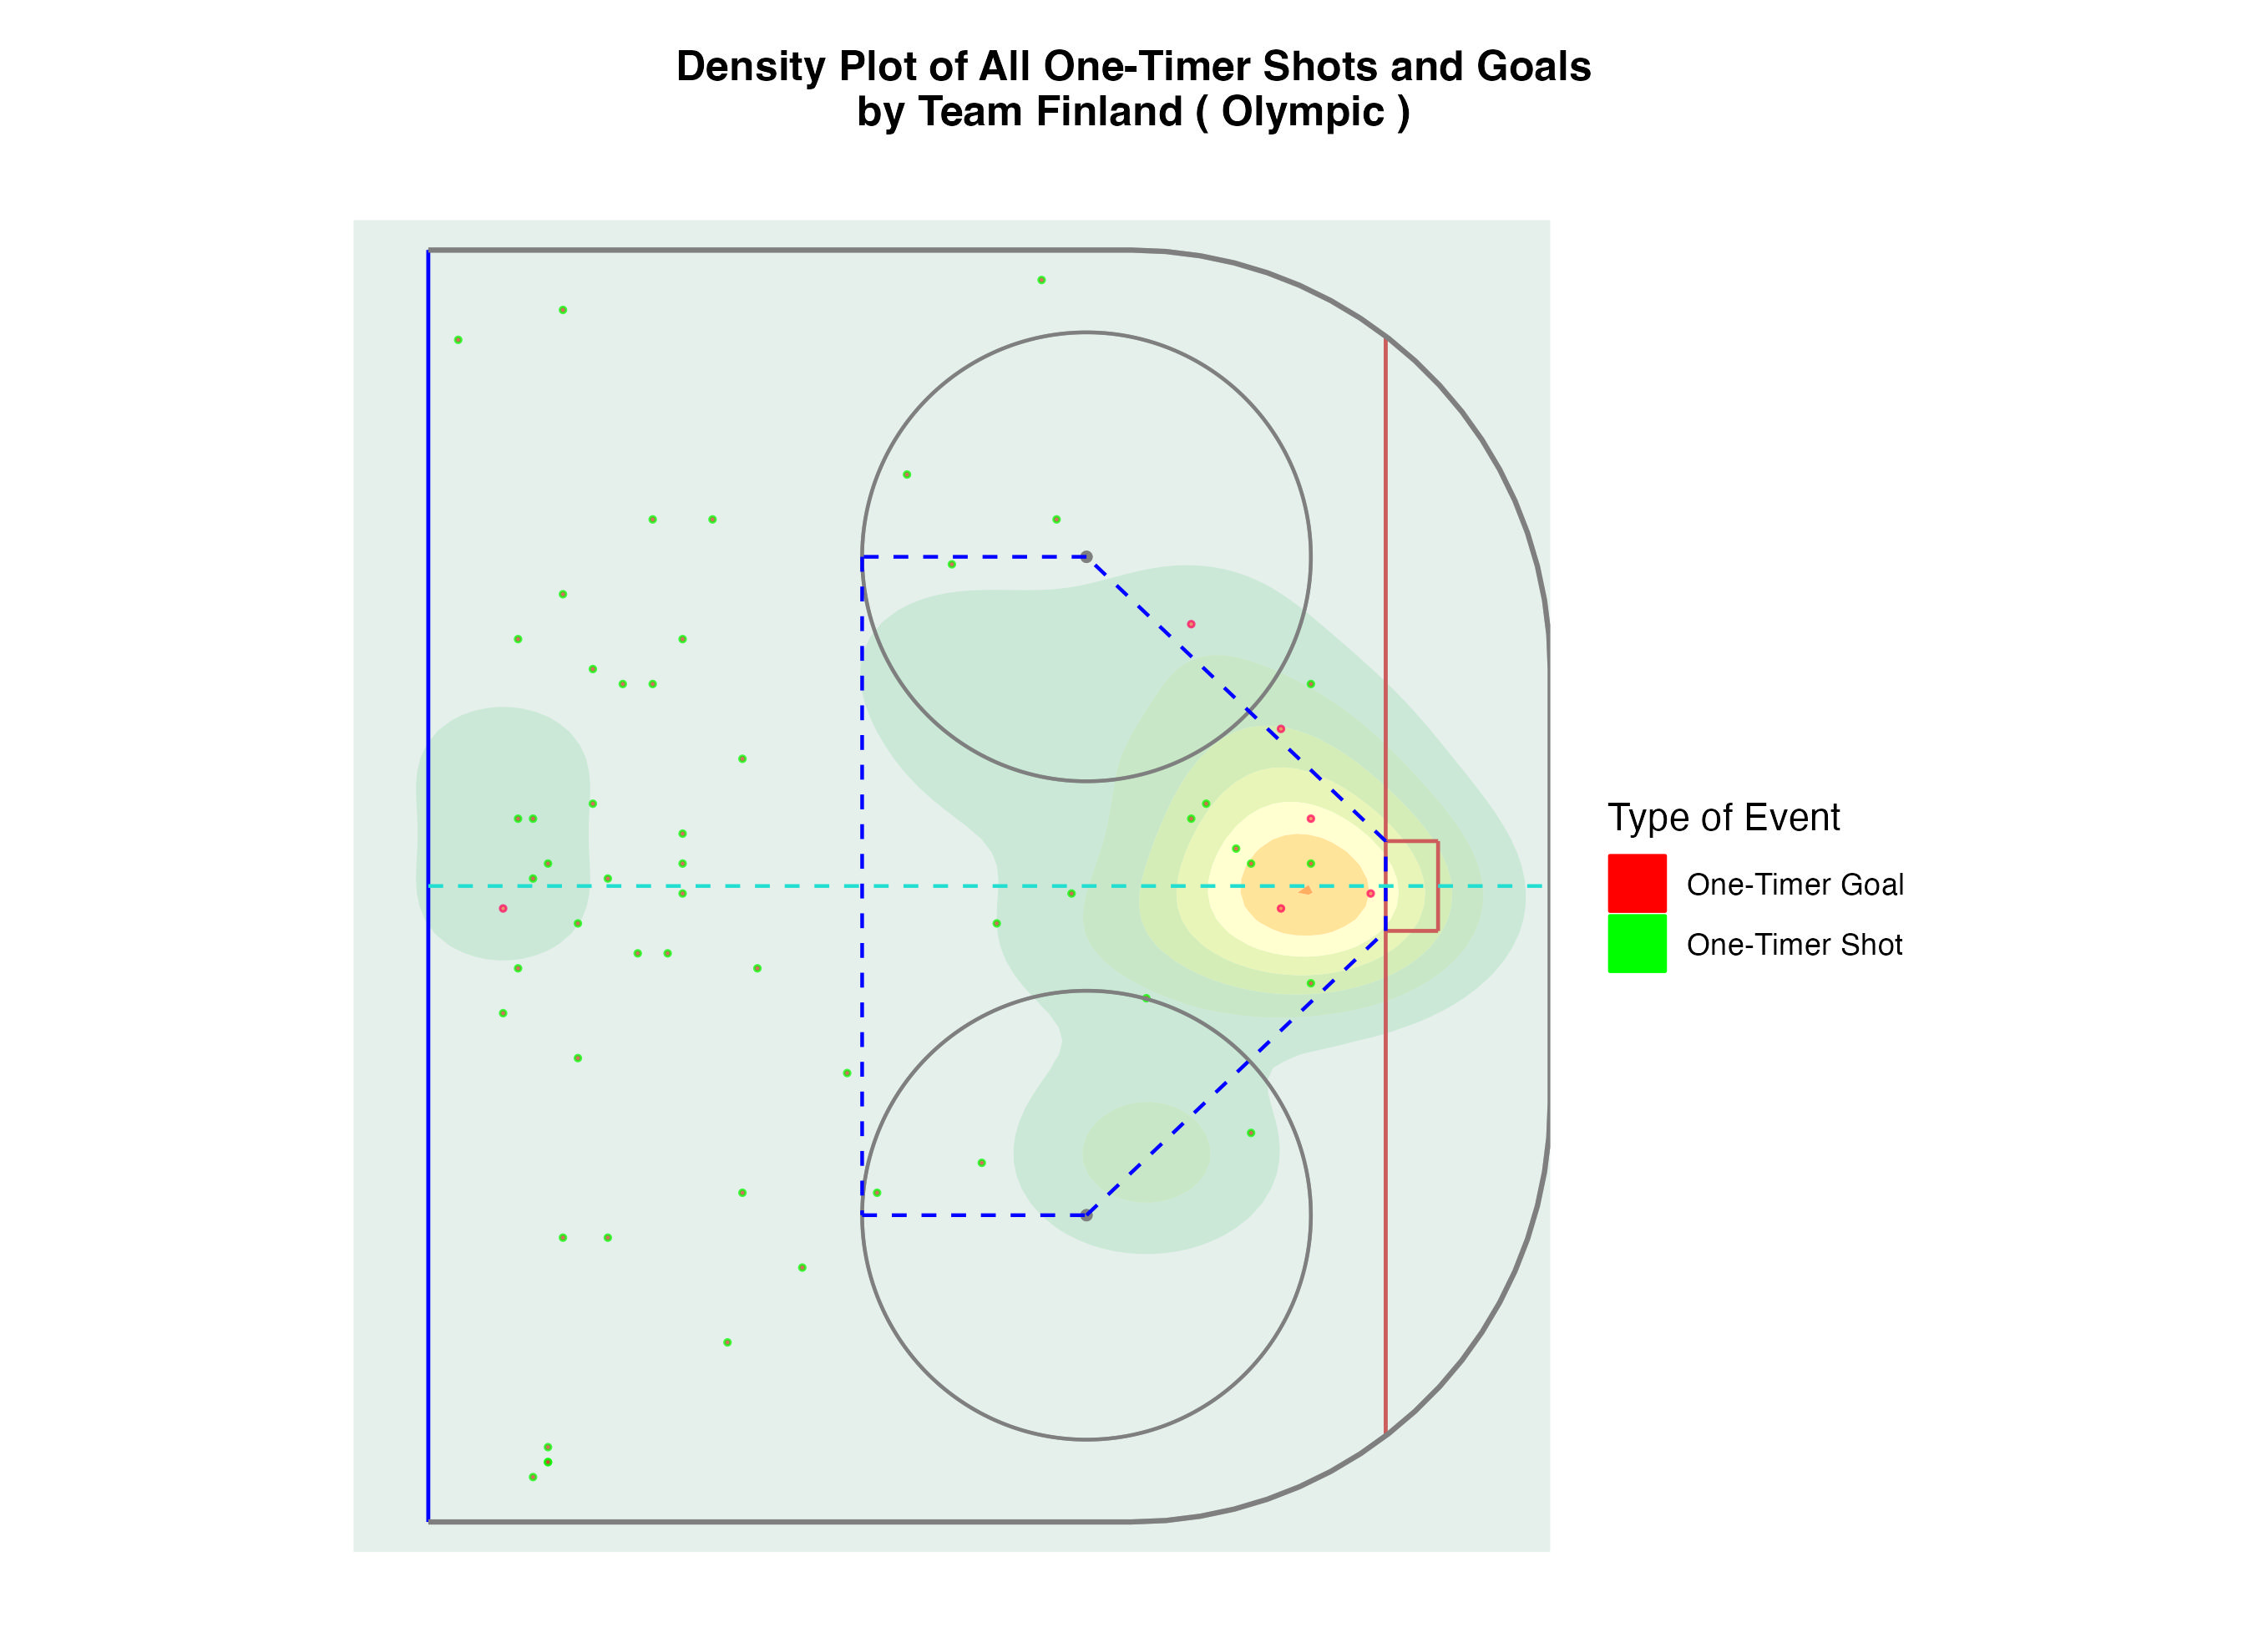 Density Plot of All One-Timer Shots and Goals
by Team Finland ( Olympic )
Type of Event
One-Timer Goal
One-Timer Shot